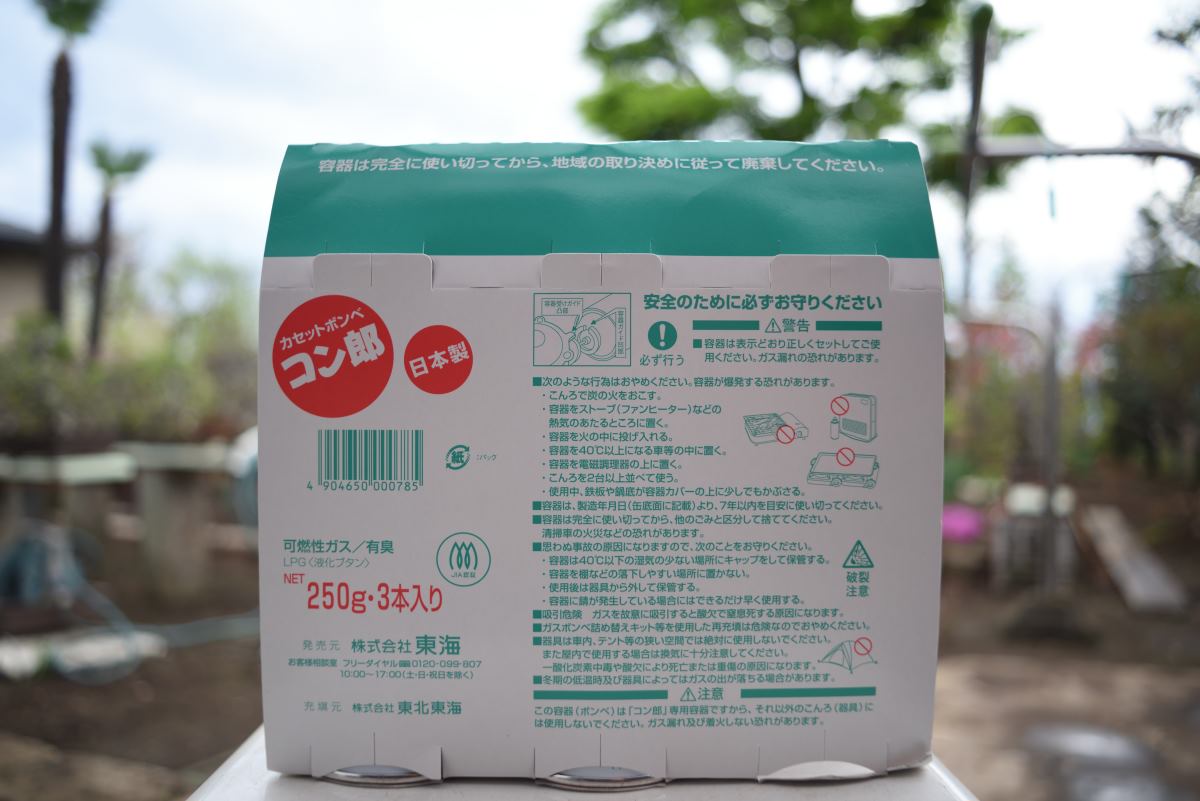 容器は完全に使い切ってから、地域の取り決めに従って廃棄してください。
カセットボンベ
コン郎
日本製
4 904650 000785
紙
:パック
可燃性ガス/有臭
LPG〈液化ブタン〉
JIA認証
NET
250g・3本入り
発売元 株式会社 東海
お客様相談室 フリーダイヤル 0120-099-807
10:00〜17:00(土・日・祝日を除く)
充填元 株式会社 東北東海
容器受けガイド
凸部
容器ガイド凹部
安全のために必ずお守りください
必ず行う
警告
■容器は表示どおり正しくセットしてご使
用ください。ガス漏れの恐れがあります。
■次のような行為はおやめください。容器が爆発する恐れがあります。
・こんろで炭の火をおこす。
・容器をストーブ(ファンヒーター)などの
熱気のあたるところに置く。
・容器を火の中に投げ入れる。
・容器を40℃以上になる車等の中に置く。
・容器を電磁調理器の上に置く。
・こんろを2台以上並べて使う。
・使用中、鉄板や鍋底が容器カバーの上に少しでもかぶさる。
■容器は、製造年月日(缶底面に記載)より、7年以内を目安に使い切ってください。
■容器は完全に使い切ってから、他のごみと区分して捨ててください。
清掃車の火災などの恐れがあります。
■思わぬ事故の原因になりますので、次のことをお守りください。
・容器は40℃以下の湿気の少ない場所にキャップをして保管する。
・容器を棚などの落下しやすい場所に置かない。
・使用後は器具から外して保管する。
・容器に錆が発生している場合にはできるだけ早く使用する。
破裂
注意
■吸引危険 ガスを故意に吸引すると酸欠で窒息死する原因になります。
■ガスボンベ詰め替えキット等を使用した再充填は危険なのでおやめください。
■器具は車内、テント等の狭い空間では絶対に使用しないでください。
また屋内で使用する場合は換気に十分注意してください。
一酸化炭素中毒や酸欠により死亡または重傷の原因になります。
■冬期の低温時及び器具によってはガスの出が落ちる場合があります。
注意
この容器(ボンベ)は「コン郎」専用容器ですから、それ以外のこんろ(器具)に
は使用しないでください。ガス漏れ及び着火しない恐れがあります。